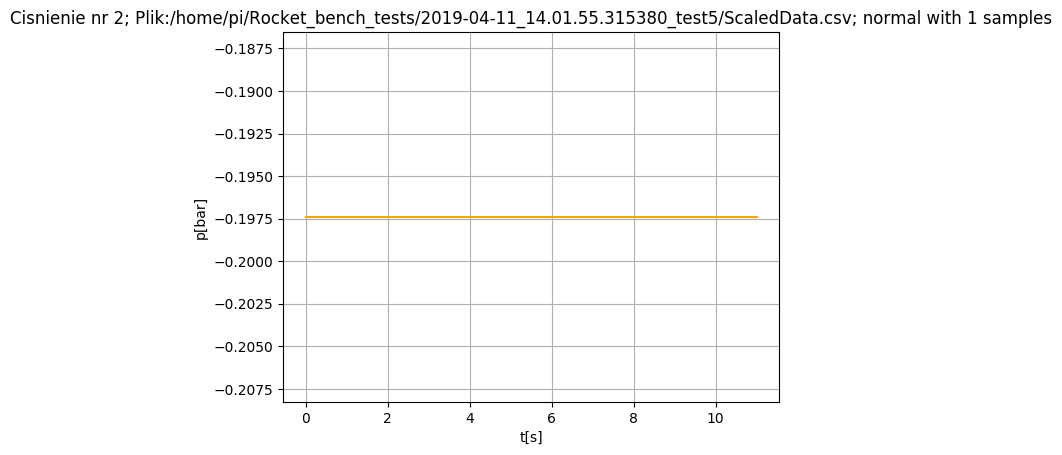 Cisnienie nr 2; Plik:/home/pi/Rocket_bench_tests/2019-04-11_14.01.55.315380_test5/ScaledData.csv; normal with 1 samples
−0.1875
−0.1900
−0.1925
−0.1950
−0.1975
−0.2000
−0.2025
−0.2050
−0.2075
p[bar]
0 2 4 6 8 10
t[s]